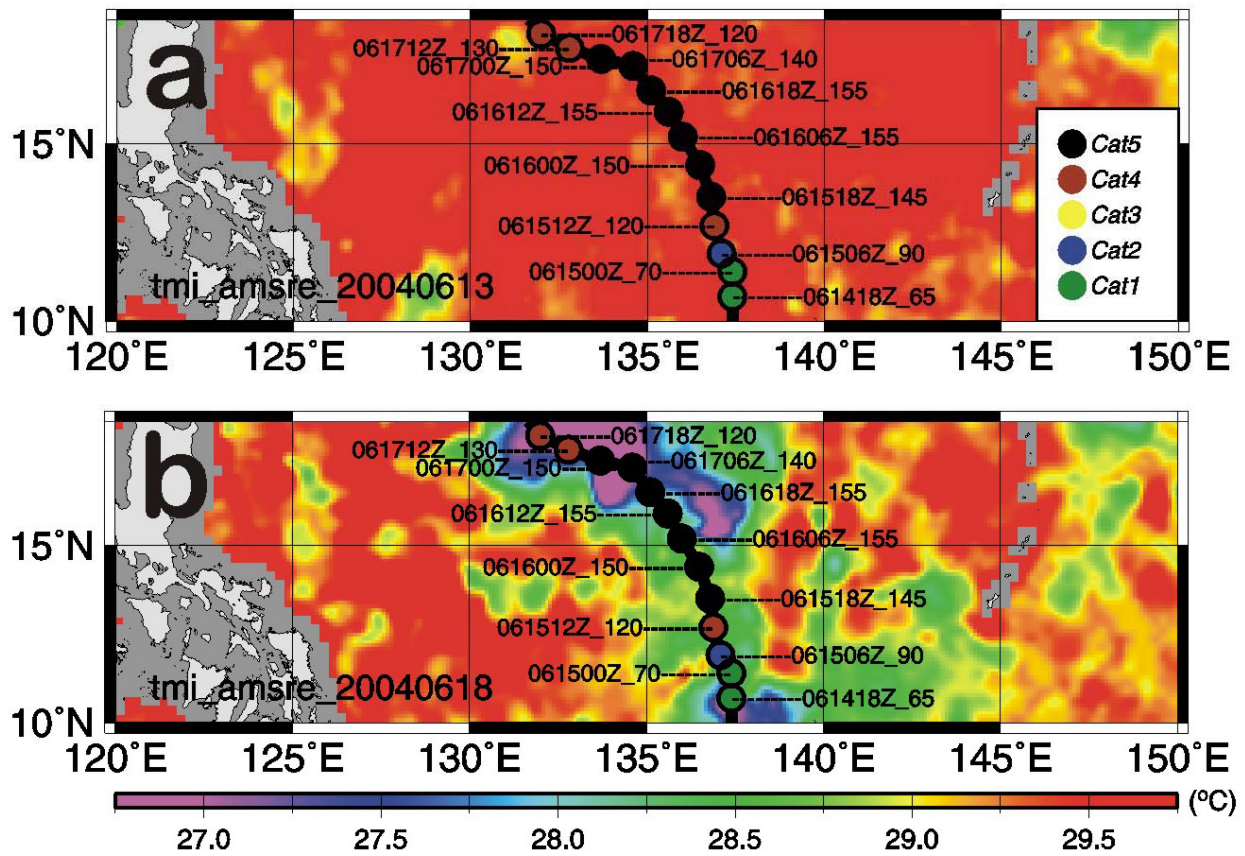 a
061718Z_120
061712Z_130
061706Z_140
061700Z_150
061618Z_155
061612Z_155
061606Z_155
061600Z_150
061518Z_145
061512Z_120
061506Z_90
061500Z_70
061418Z_65
tmi_amsre_20040613
Cat5
Cat4
Cat3
Cat2
Cat1
15°N
10°N
120°E 125°E 130°E 135°E 140°E 145°E 150°E
b
061718Z_120
061712Z_130
061706Z_140
061700Z_150
061618Z_155
061612Z_155
061606Z_155
061600Z_150
061518Z_145
061512Z_120
061506Z_90
061500Z_70
061418Z_65
tmi_amsre_20040618
15°N
10°N
120°E 125°E 130°E 135°E 140°E 145°E 150°E
(°C)
27.0 27.5 28.0 28.5 29.0 29.5